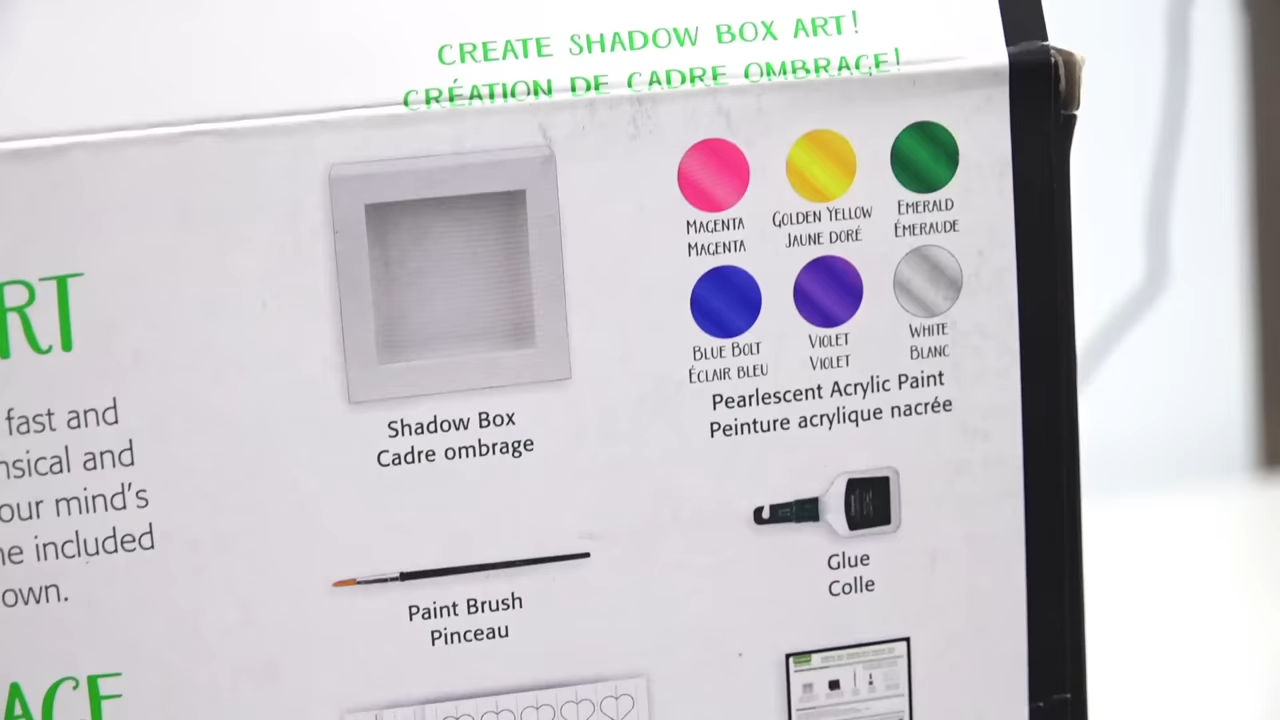 CREATE SHADOW BOX ART!
CRÉATION DE CADRE OMBRAGE!
MAGENTA
MAGENTA
GOLDEN YELLOW
JAUNE DORÉ
EMERALD
ÉMERAUDE
BLUE BOLT
ÉCLAIR BLEU
VIOLET
VIOLET
WHITE
BLANC
Pearlescent Acrylic Paint
Peinture acrylique nacrée
Shadow Box
Cadre ombrage
Glue
Colle
Paint Brush
Pinceau
RT
fast and
nsical and
our mind's
e included
own.
ACE